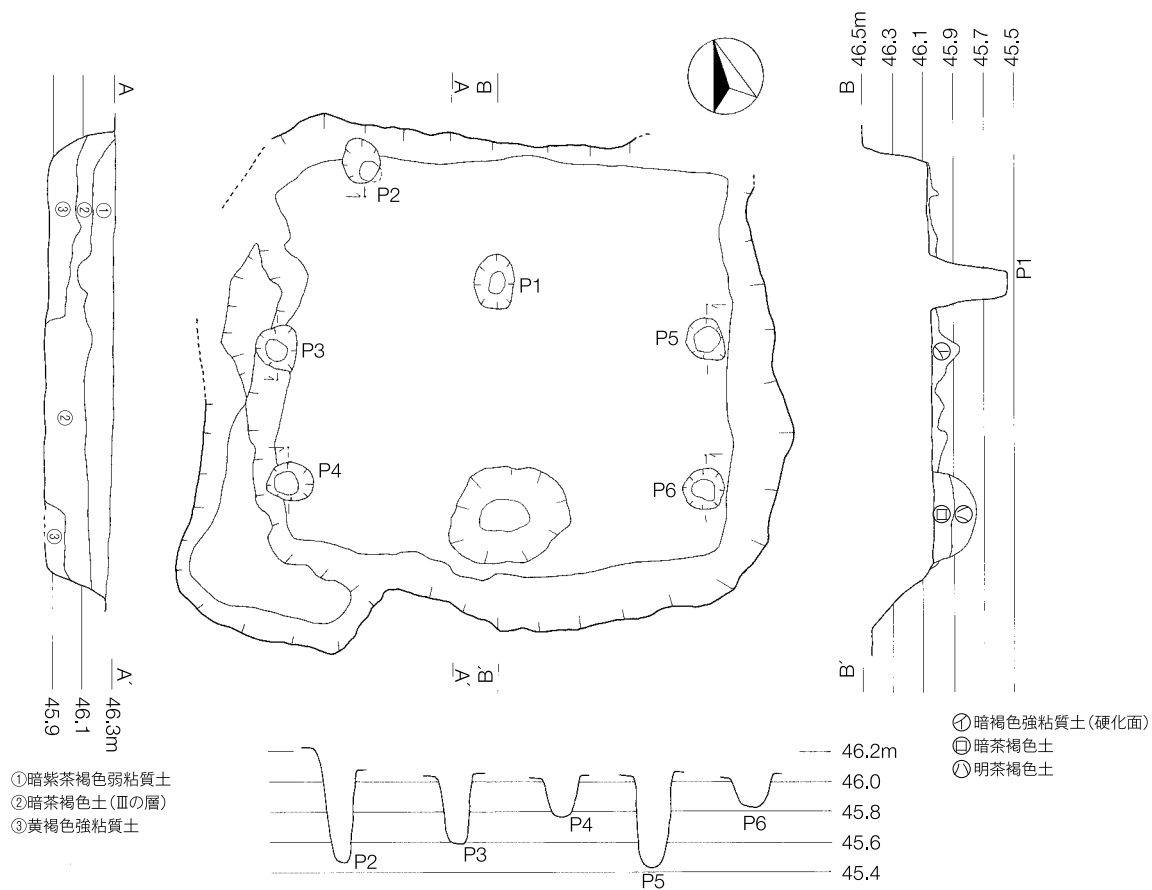 A
A
B
B
46.5m
46.3
46.1
45.9
45.7
45.5
③
②
①
P2
P1
P1
P3
P5
イ
②
P4
P6
③
ロ
ハ
A´
A´
B´
B´
45.9
46.1
46.3m
①暗紫茶褐色弱粘質土
②暗茶褐色土(Ⅲの層)
③黄褐色強粘質土
46.2m
46.0
45.8
45.6
45.4
P2
P3
P4
P5
P6
イ暗褐色強粘質土(硬化面)
ロ暗茶褐色土
ハ明茶褐色土